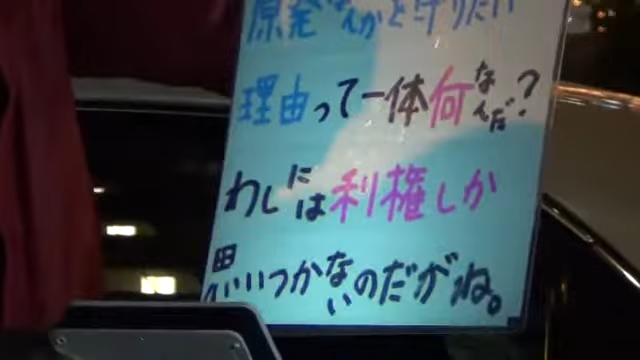 原発なんかを守りたい
理由って一体何なんだ?
わしには利権しか
思いつかないのだがね。